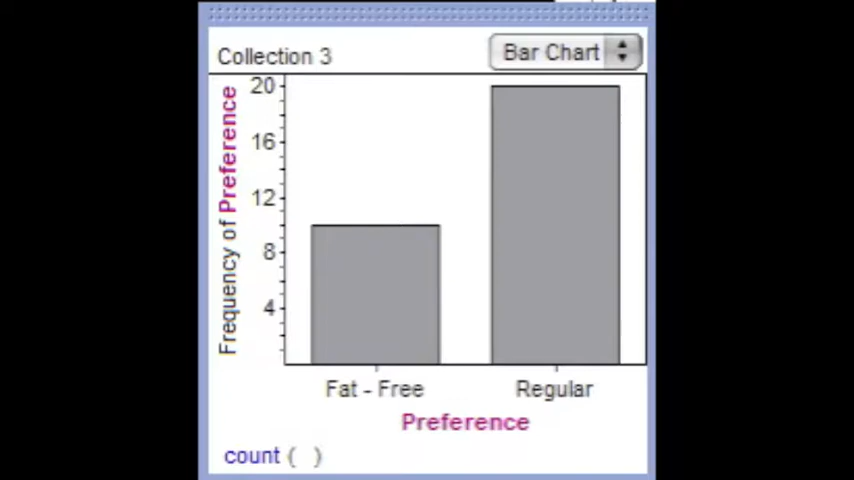 Collection 3
Bar Chart
Frequency of Preference
20
16
12
8
4
Fat - Free
Regular
Preference
count ( )